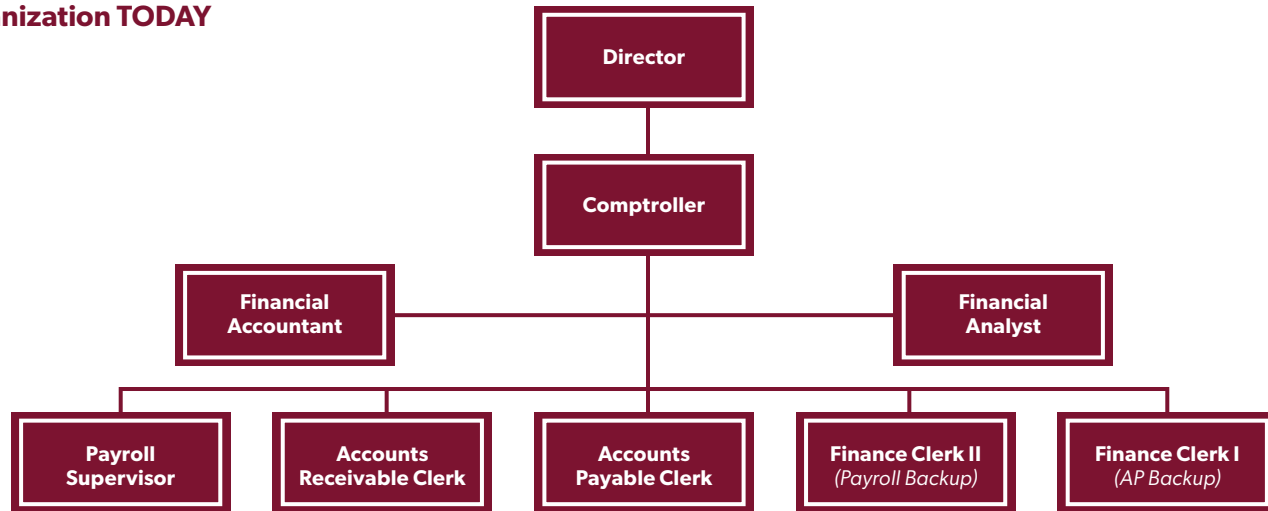 nization TODAY
Director
Comptroller
Financial
Accountant
Financial
Analyst
Payroll
Supervisor
Accounts
Receivable Clerk
Accounts
Payable Clerk
Finance Clerk II
(Payroll Backup)
Finance Clerk I
(AP Backup)